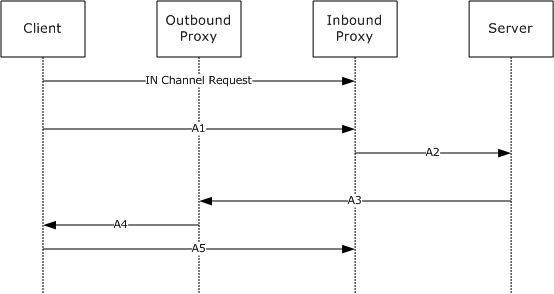 Client
Outbound
Proxy
Inbound
Proxy
Server
IN Channel Request
A1
A2
A3
A4
A5